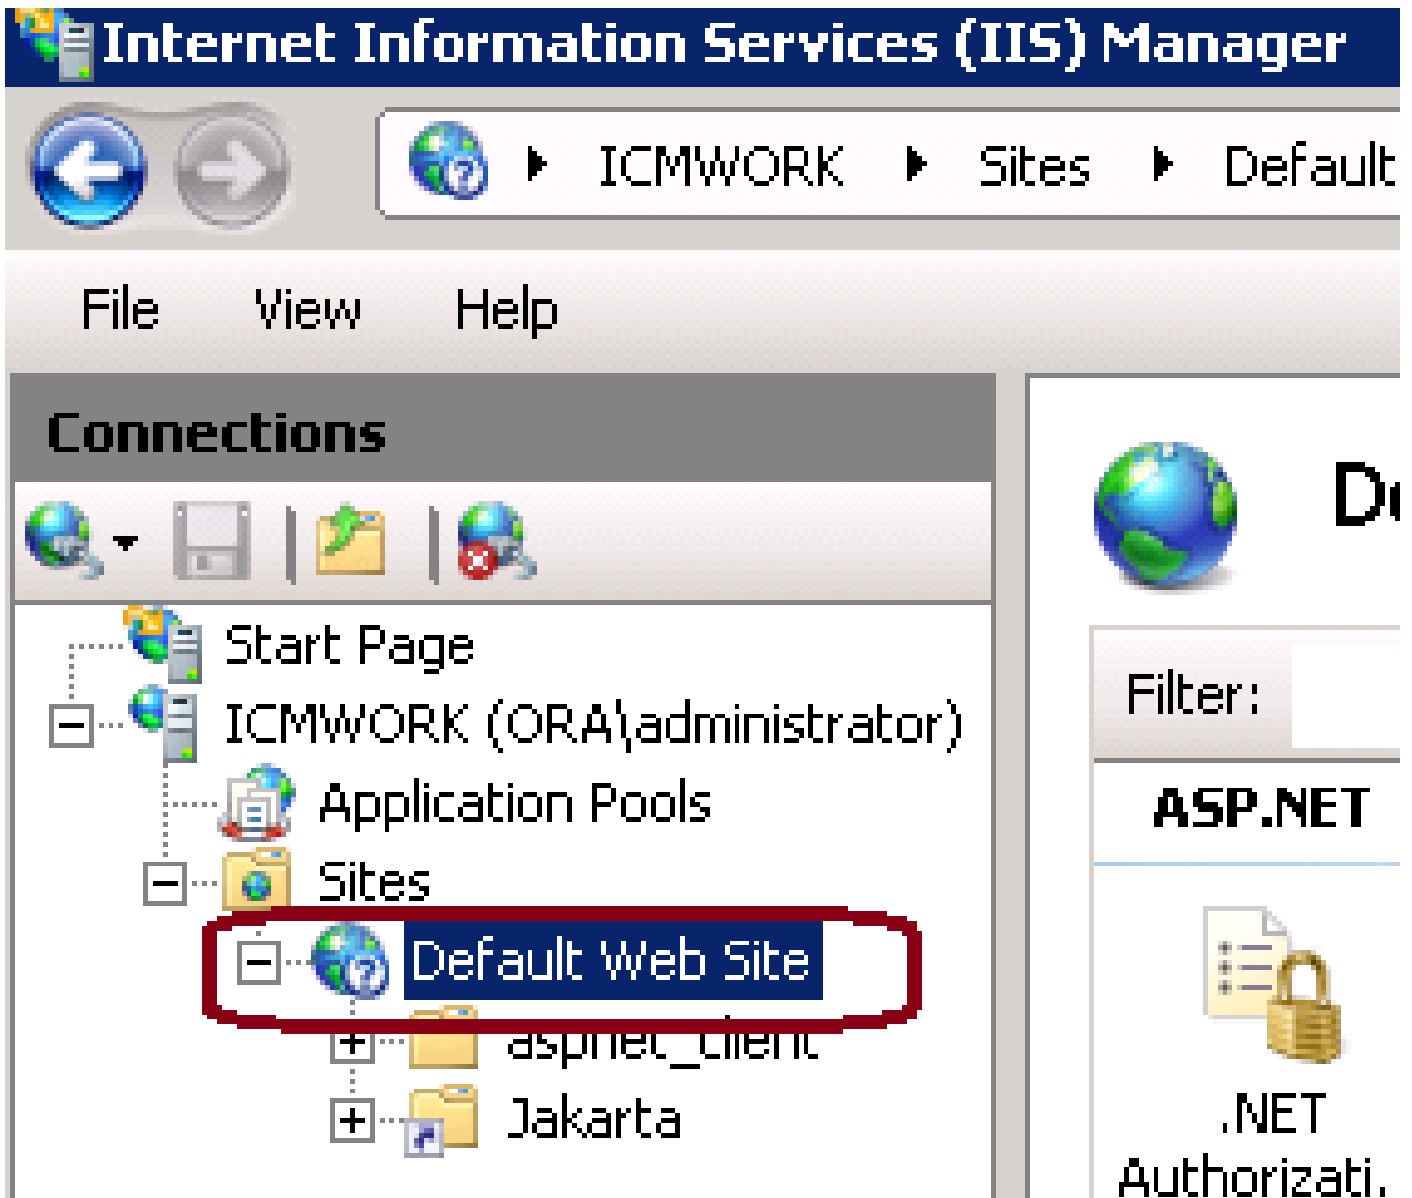 Internet Information Services (IIS) Manager
ICMWORK Sites Default
File View Help
Connections
Start Page
ICMWORK (ORA\administrator)
Application Pools
Sites
Default Web Site
aspnet_client
Jakarta
Filter:
ASP.NET
.NET
Authorizati.